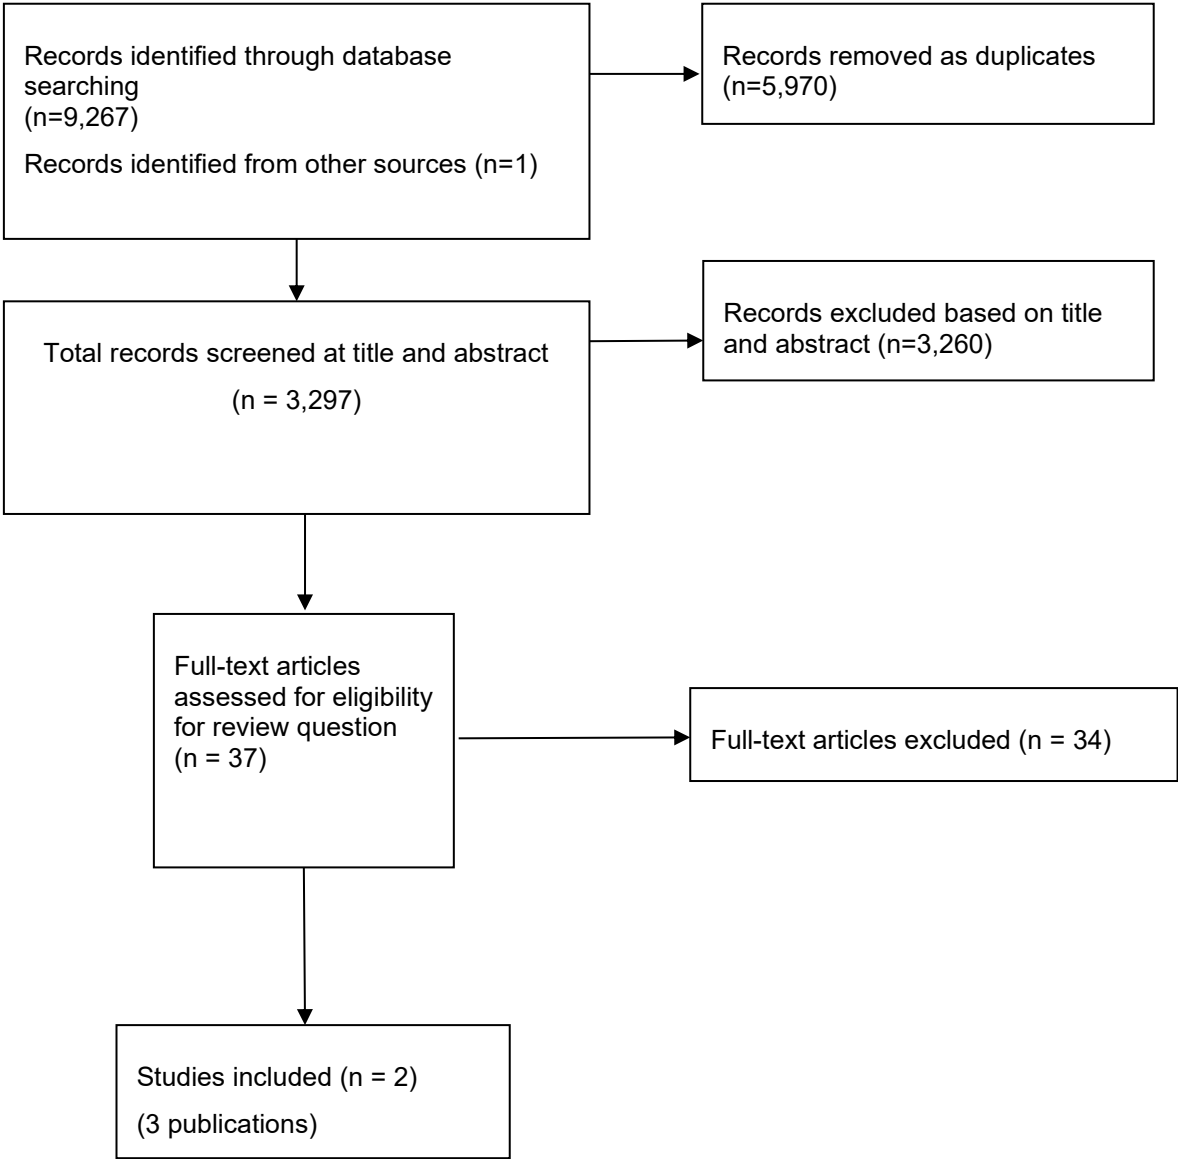 Records identified through database
searching
(n=9,267)
Records identified from other sources (n=1)
Records removed as duplicates
(n=5,970)
Total records screened at title and abstract
(n = 3,297)
Records excluded based on title
and abstract (n=3,260)
Full-text articles
assessed for eligibility
for review question
(n = 37)
Full-text articles excluded (n = 34)
Studies included (n = 2)
(3 publications)